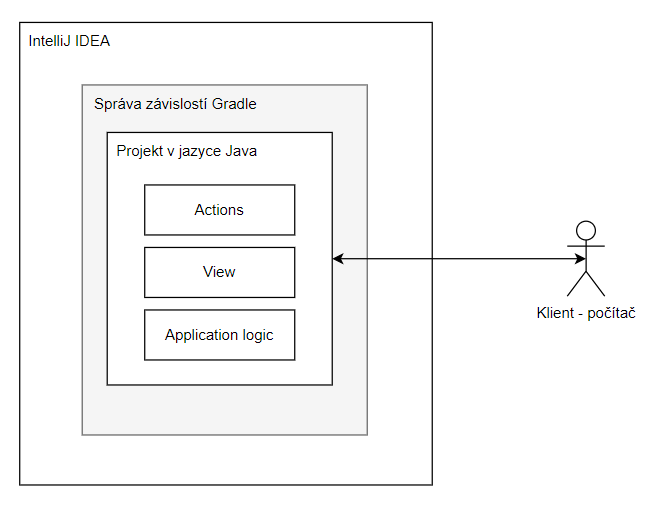 IntelliJ IDEA
Správa závislostí Gradle
Projekt v jazyce Java
Actions
View
Application logic
Klient - počítač